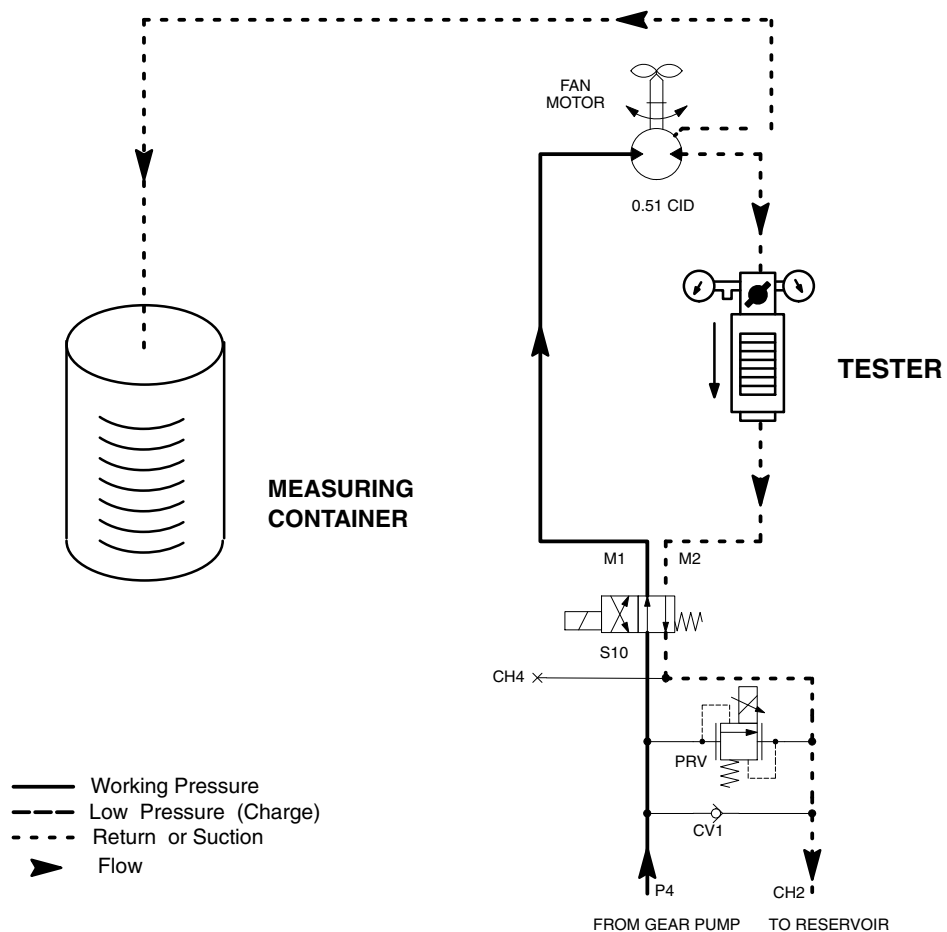 FAN
MOTOR
0.51 CID
TESTER
MEASURING
CONTAINER
M1
M2
S10
CH4
PRV
CV1
Working Pressure
Low Pressure (Charge)
Return or Suction
Flow
P4
CH2
FROM GEAR PUMP
TO RESERVOIR